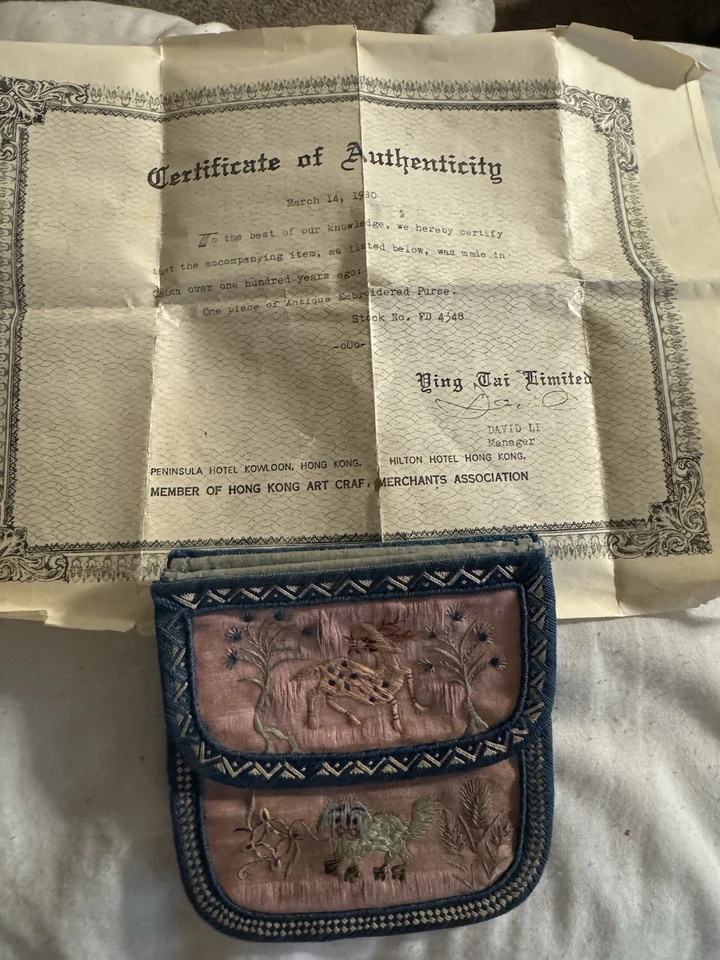 Certificate of Authenticity
March 14, 1980
To the best of our knowledge, we hereby certify
that the accompanying item, as listed below, was made in
China over one hundred years ago:
One piece of Antique Embroidered Purse.
Stock No. FD 4348
-oOo-
Ying Tai Limited
DAVID LI
Manager
PENINSULA HOTEL KOWLOON, HONG KONG. HILTON HOTEL HONG KONG.
MEMBER OF HONG KONG ART CRAFT MERCHANTS ASSOCIATION